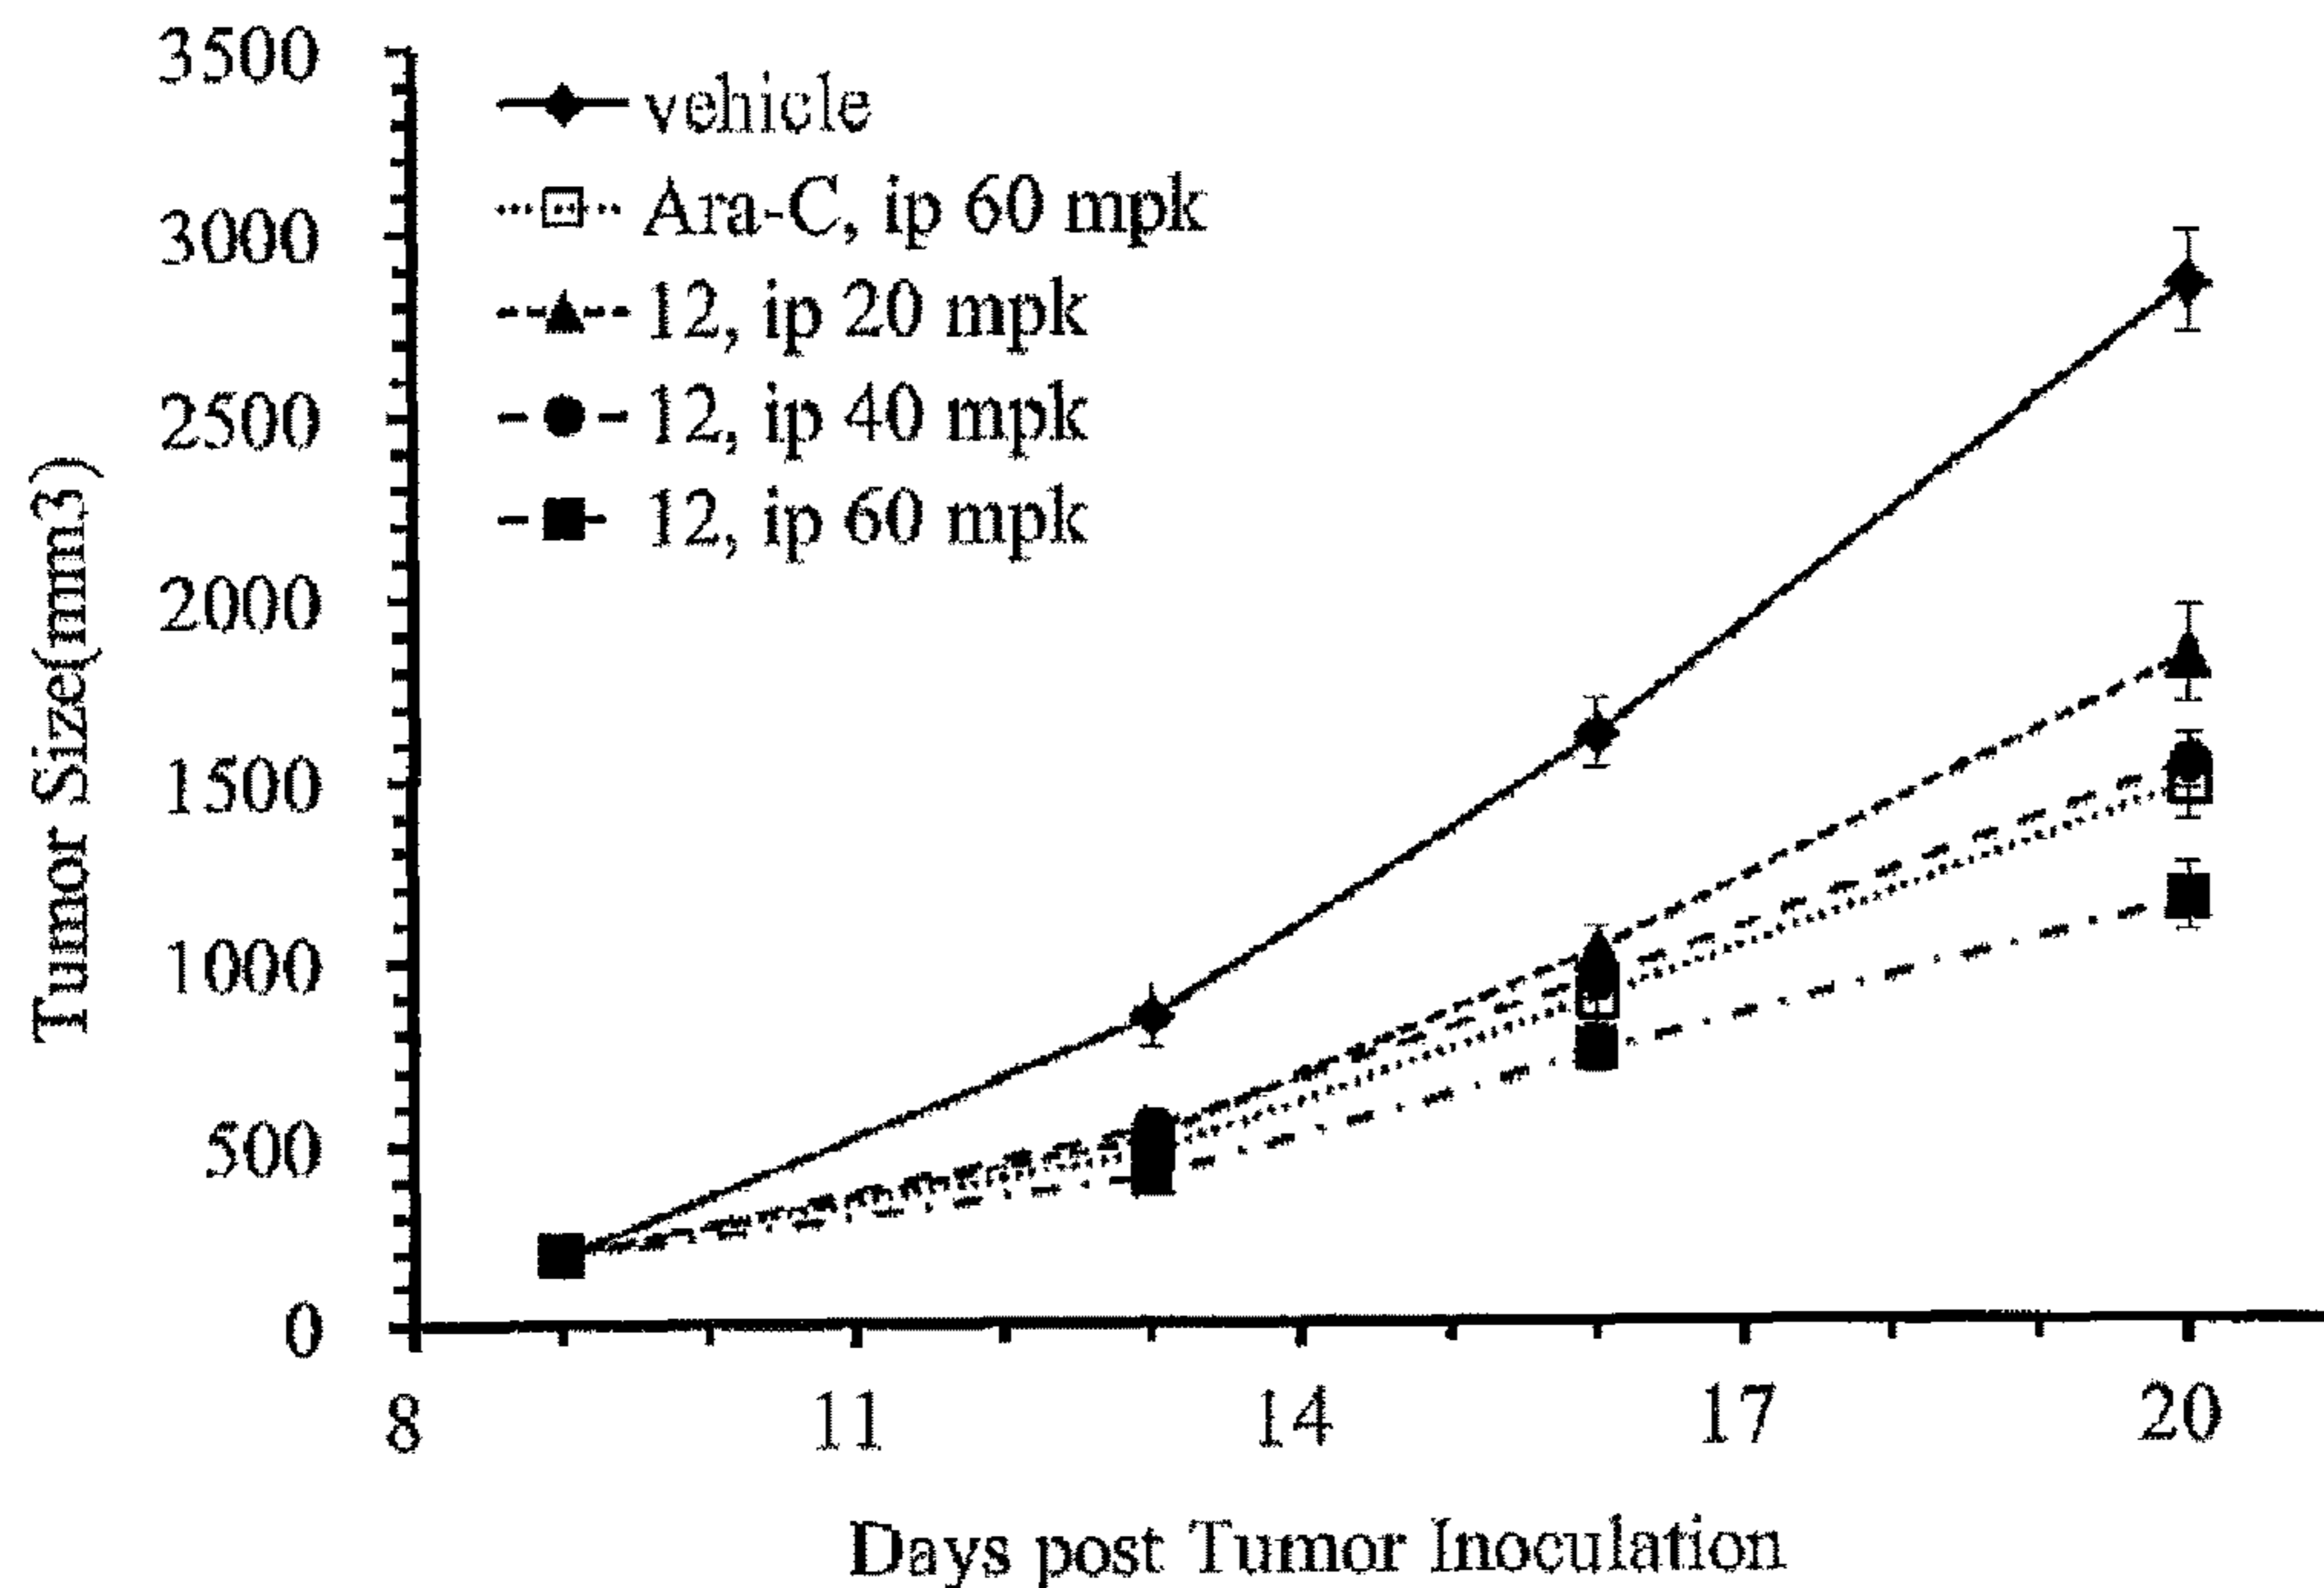 3500
3000
2500
2000
1500
1000
500
0
Tumor Size(mm3)
vehicle
Ara-C, ip 60 mpk
12, ip 20 mpk
12, ip 40 mpk
12, ip 60 mpk
8 11 14 17 20
Days post Tumor Inoculation